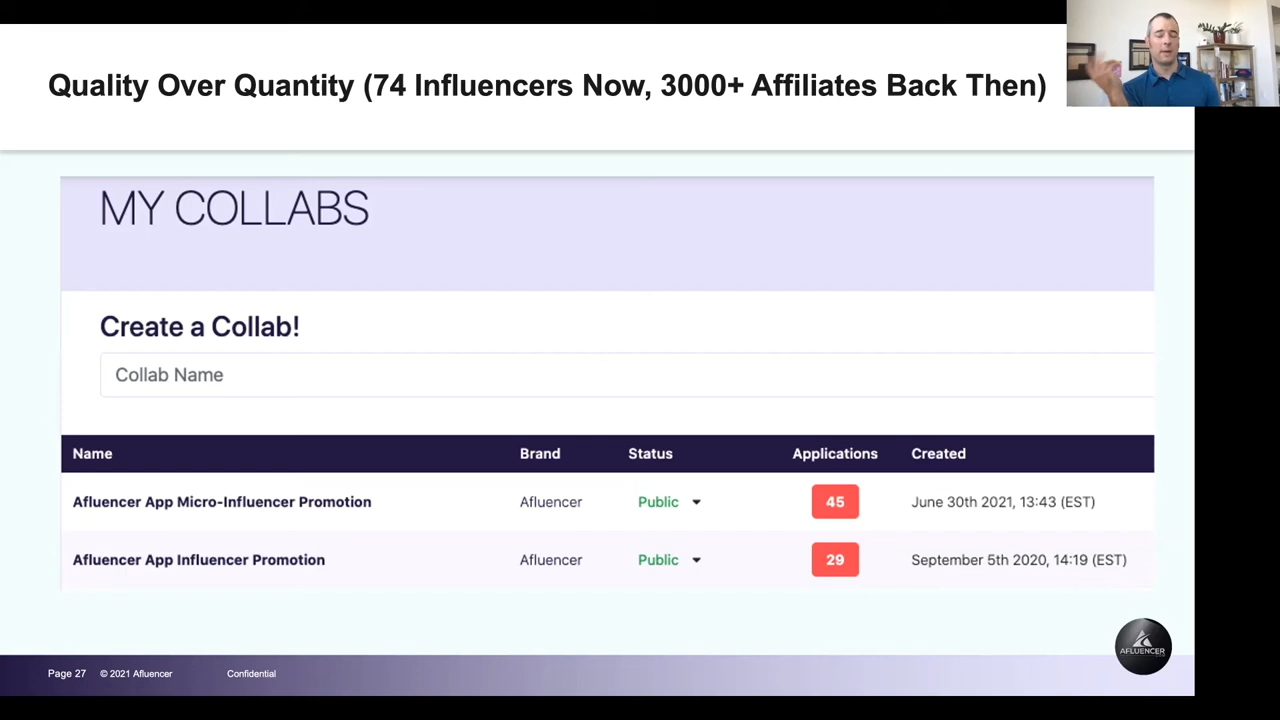 Quality Over Quantity (74 Influencers Now, 3000+ Affiliates Back Then)
MY COLLABS
Create a Collab!
Collab Name
Name Brand Status Applications Created
Afluencer App Micro-Influencer Promotion Afluencer Public 45 June 30th 2021, 13:43 (EST)
Afluencer App Influencer Promotion Afluencer Public 29 September 5th 2020, 14:19 (EST)
AFLUENCER
Page 27 © 2021 Afluencer Confidential